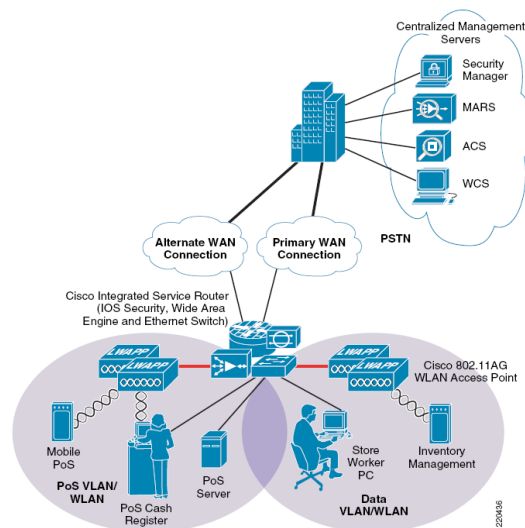 Centralized Management
Servers
Security
Manager
MARS
ACS
WCS
PSTN
Alternate WAN
Connection
Primary WAN
Connection
Cisco Integrated Service Router
(IOS Security, Wide Area
Engine and Ethernet Switch)
LWAPP
LWAPP
LWAPP
LWAPP
Cisco 802.11AG
WLAN Access Point
Mobile
PoS
PoS VLAN/
WLAN
PoS Cash
Register
PoS
Server
Store
Worker
PC
Data
VLAN/WLAN
Inventory
Management
220436